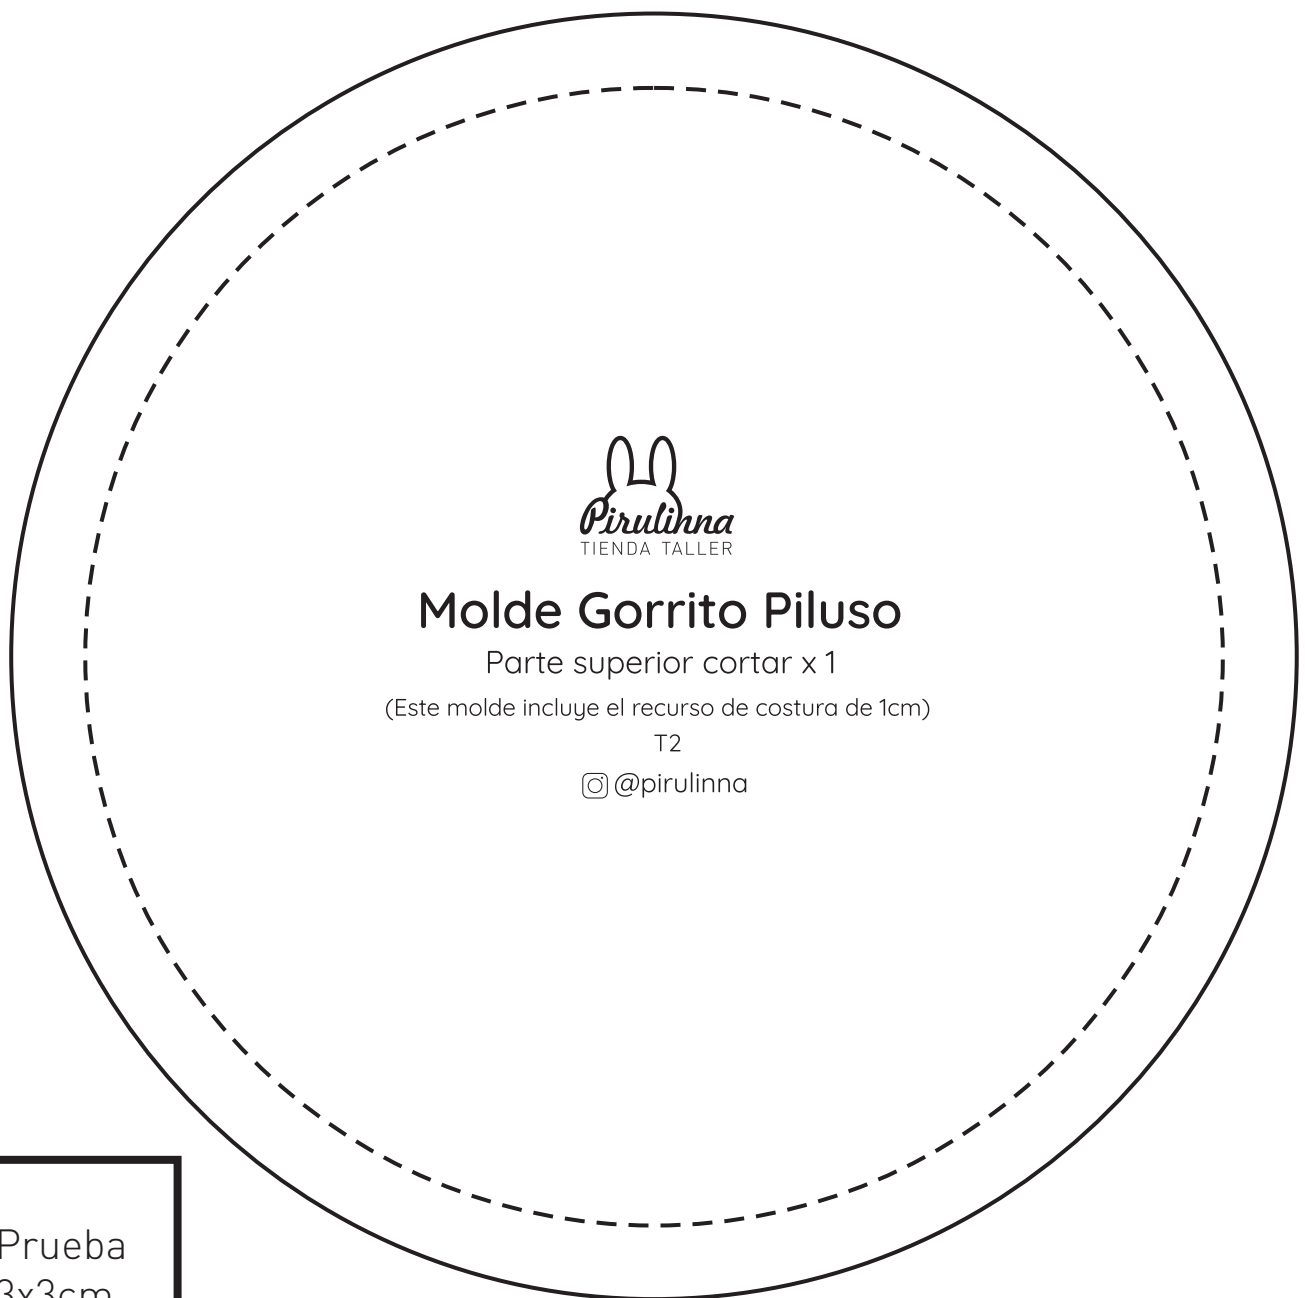 Pirulinna
TIENDA TALLER
Molde Gorrito Piluso
Parte superior cortar x 1
(Este molde incluye el recurso de costura de 1cm)
T2
@pirulinna
Prueba
3x3cm